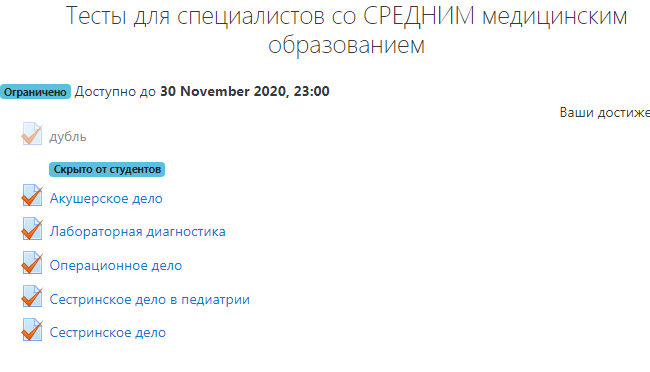 Тесты для специалистов со СРЕДНИМ медицинским
образованием
Ограничено Доступно до 30 November 2020, 23:00
Ваши достиже
дубль
Скрыто от студентов
Акушерское дело
Лабораторная диагностика
Операционное дело
Сестринское дело в педиатрии
Сестринское дело